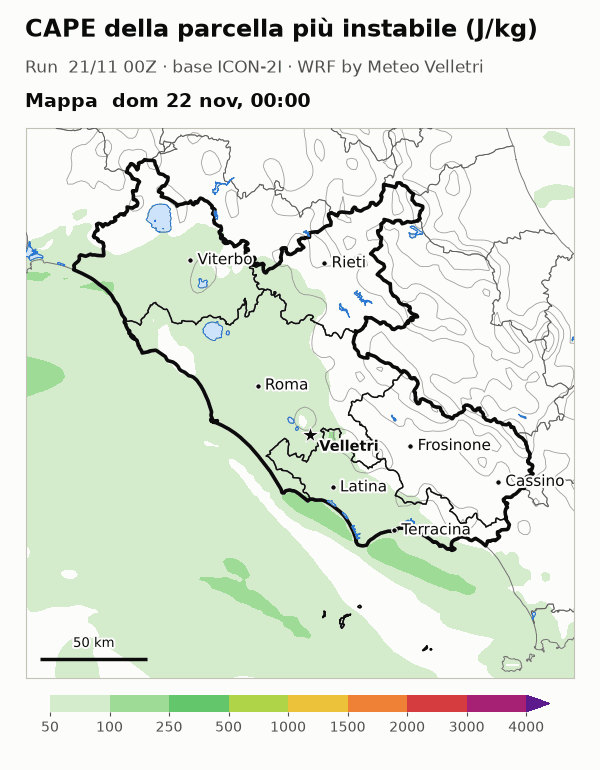 CAPE della parcella più instabile (J/kg)
Run  21/11 00Z · base ICON-2I · WRF by Meteo Velletri
Mappa  dom 22 nov, 00:00
Viterbo
Rieti
Roma
Velletri
Frosinone
Latina
Cassino
Terracina
50 km
50 100 250 500 1000 1500 2000 3000 4000